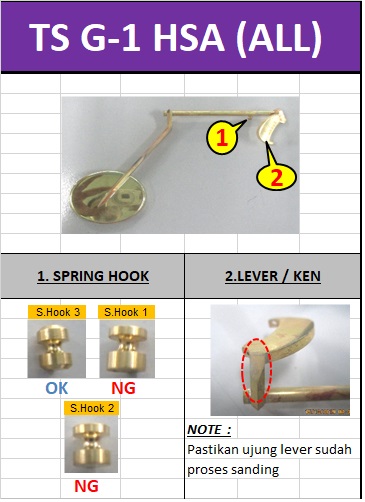 TS G-1 HSA (ALL)
1
2
1. SPRING HOOK
2.LEVER / KEN
S.Hook 3
S.Hook 1
OK
NG
S.Hook 2
NG
NOTE :
Pastikan ujung lever sudah
proses sanding